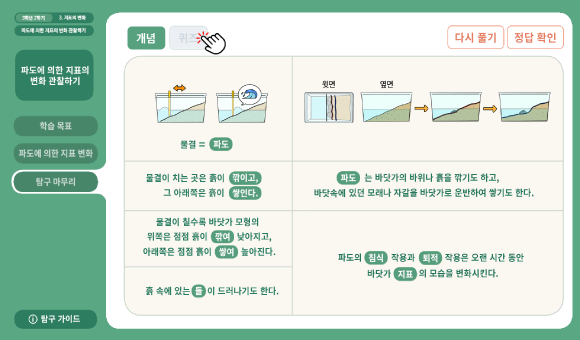 3학년 2학기
3. 지표의 변화
파도에 의한 지표의 변화 관찰하기
파도에 의한 지표의
변화 관찰하기
학습 목표
파도에 의한 지표 변화
탐구 마무리
ⓘ 탐구 가이드
개념
퀴즈
다시 풀기
정답 확인
물결 = 파도
윗면
옆면
물결이 치는 곳은 흙이 깎이고,
그 아래쪽은 흙이 쌓인다.
파도 는 바닷가의 바위나 흙을 깎기도 하고,
바닷속에 있던 모래나 자갈을 바닷가로 운반하여 쌓기도 한다.
물결이 칠수록 바닷가 모형의
위쪽은 점점 흙이 깎여 낮아지고,
아래쪽은 점점 흙이 쌓여 높아진다.
흙 속에 있는 돌 이 드러나기도 한다.
파도의 침식 작용과 퇴적 작용은 오랜 시간 동안
바닷가 지표 의 모습을 변화시킨다.